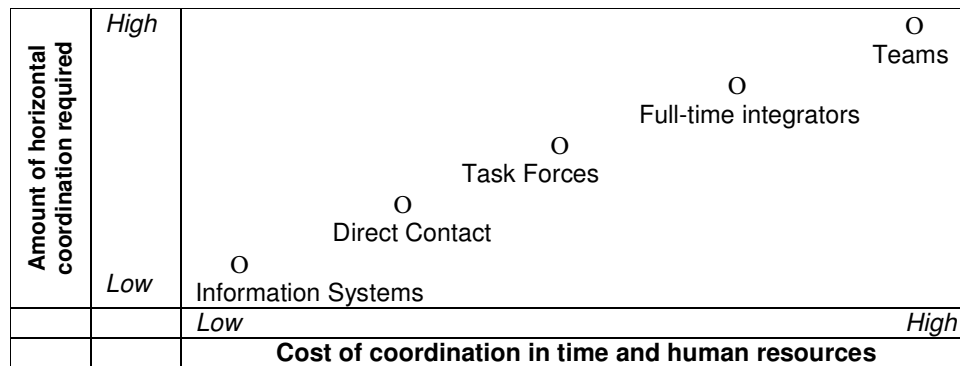 Amount of horizontal
coordination required
High
O
Teams
O
Full-time integrators
O
Task Forces
O
Direct Contact
O
Low
Information Systems
Low High
Cost of coordination in time and human resources